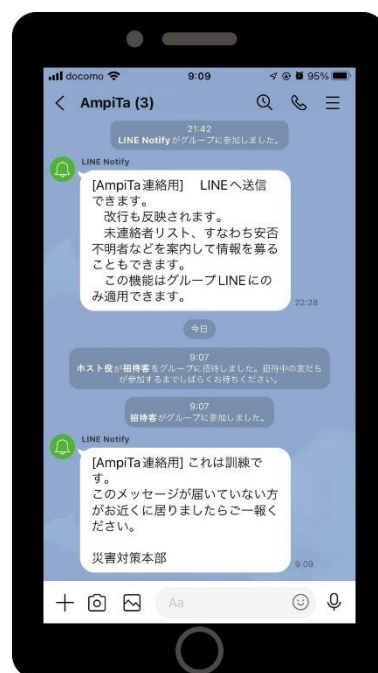 docomo 9:09 95%
AmpiTa (3)
21:42
LINE Notifyがグループに参加しました。
LINE Notify
[AmpiTa連絡用] LINEへ送信
できます。
改行も反映されます。
未連絡者リスト、すなわち安否
不明者などを案内して情報を募る
こともできます。
この機能はグループLINEにの
み適用できます。
22:28
今日
9:07
ホスト役が招待客をグループに招待しました。招待中の友だち
が参加するまでしばらくお待ちください。
9:07
招待客がグループに参加しました。
LINE Notify
[AmpiTa連絡用] これは訓練で
す。
このメッセージが届いていない方
がお近くに居りましたらご一報く
ださい。
災害対策本部
9:09
Aa